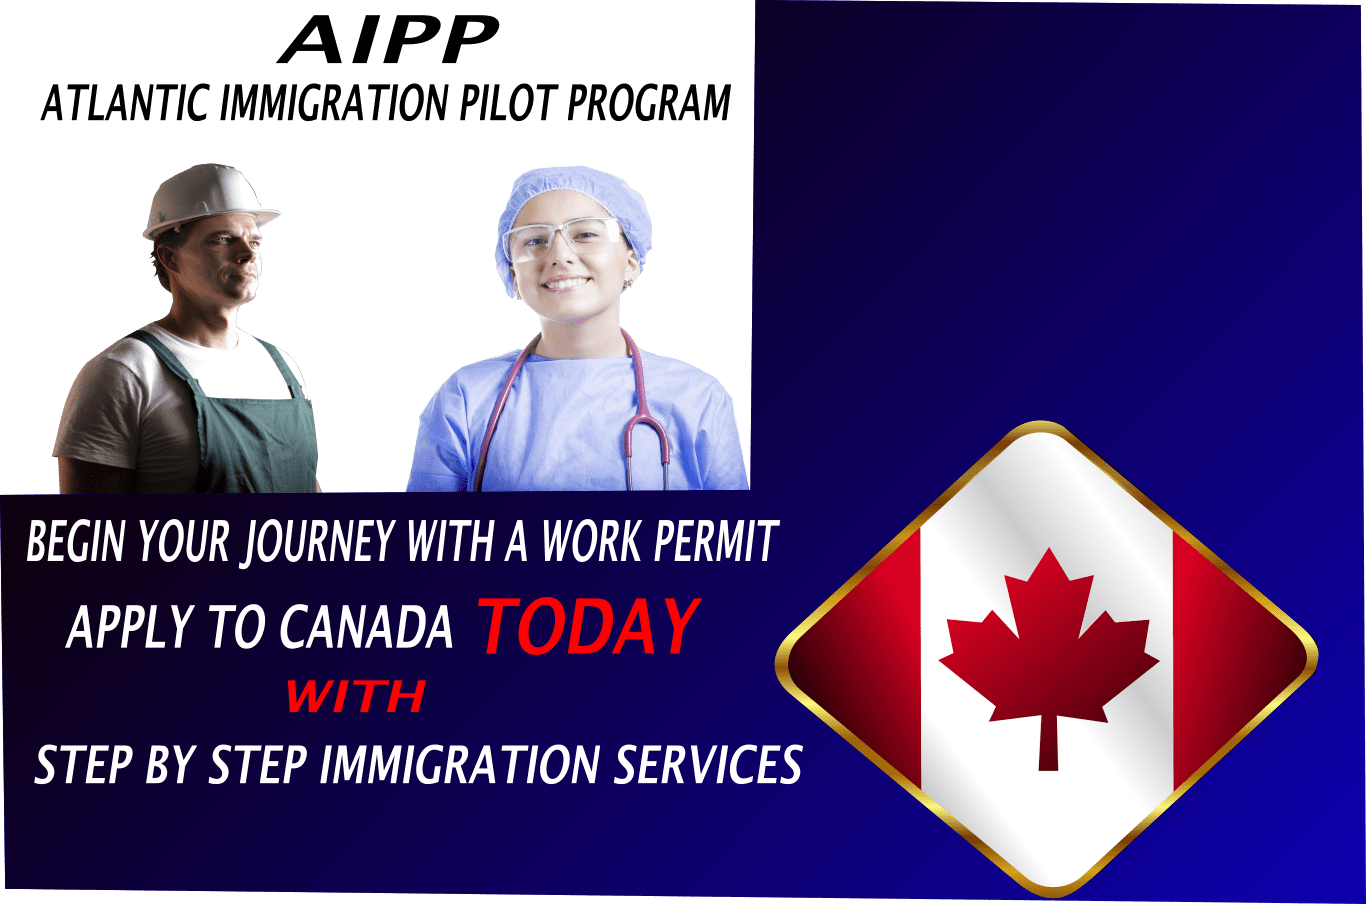 AIPP
ATLANTIC IMMIGRATION PILOT PROGRAM
BEGIN YOUR JOURNEY WITH A WORK PERMIT
APPLY TO CANADA TODAY
WITH
STEP BY STEP IMMIGRATION SERVICES